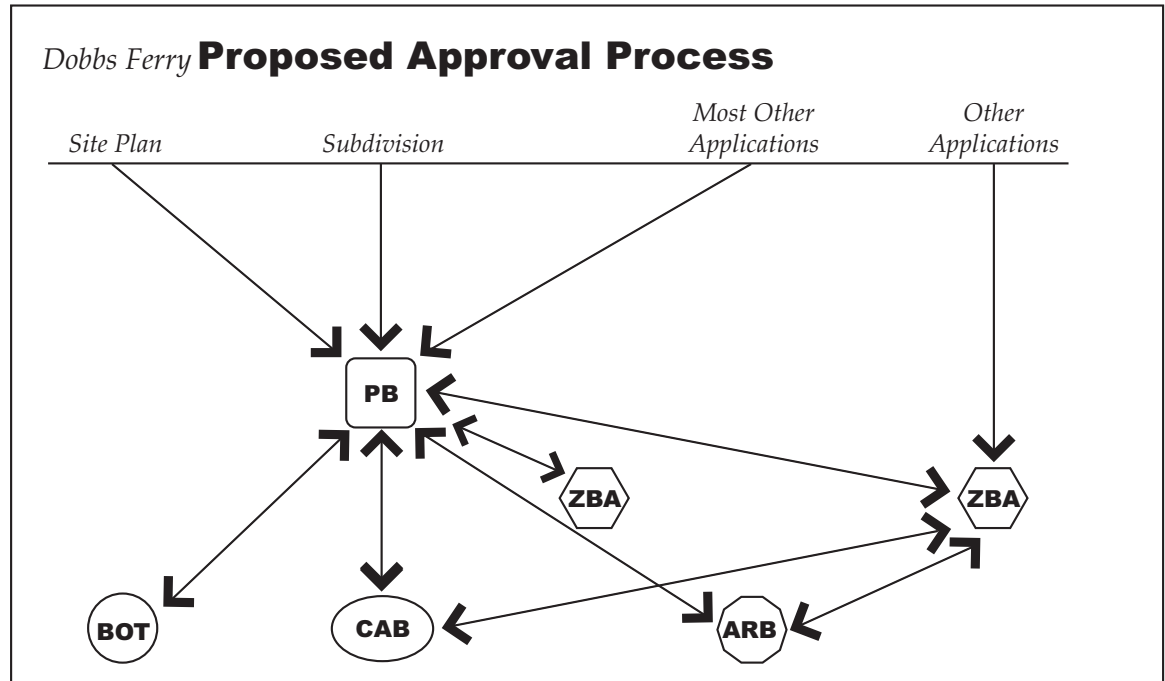 Dobbs Ferry Proposed Approval Process
Site Plan
Subdivision
Most Other
Applications
Other
Applications
PB
ZBA
ZBA
BOT
CAB
ARB